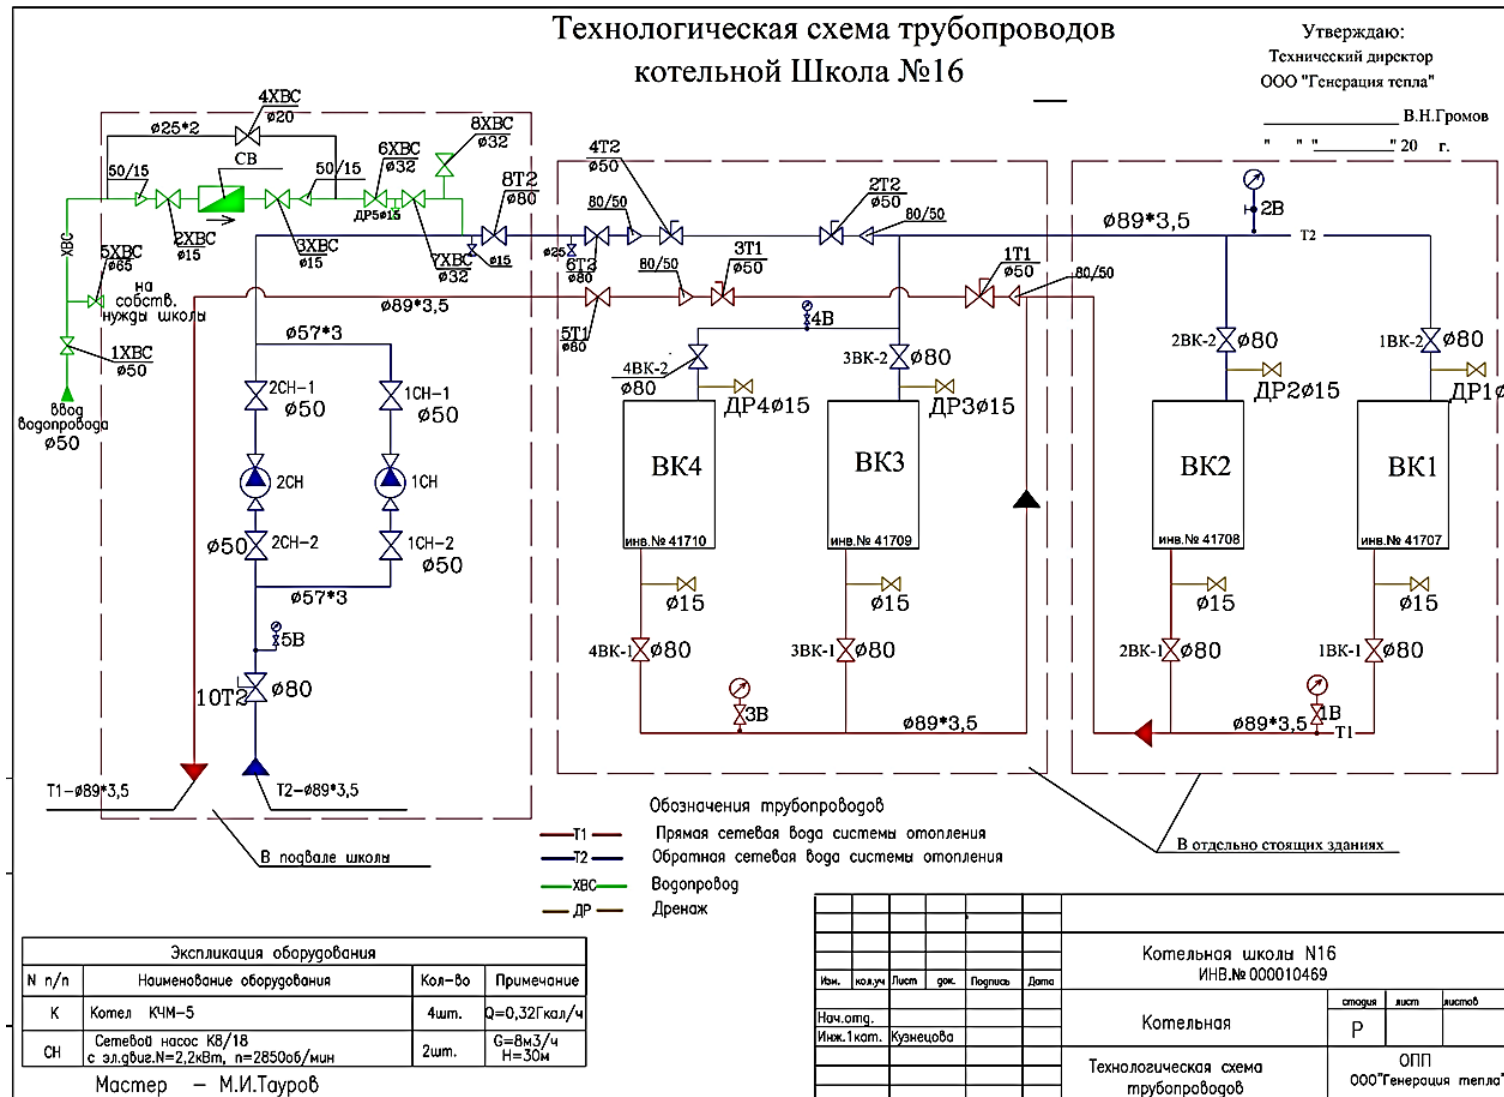 Технологическая схема трубопроводов
котельной Школа №16
Утверждаю:
Технический директор
ООО "Генерация тепла"
В.Н.Громов
" " " " 20 г.
4ХВС
ø20
ø25*2
СВ
50/15
50/15
6ХВС
ø32
8ХВС
ø32
ДР5ø15
2ХВС
ø15
3ХВС
ø15
7ХВС
ø32
ХВС
5ХВС
ø65
на
собств.
нужды школы
1ХВС
ø50
ввод
водопровода
ø50
8Т2
ø80
ø15
ø25
6Т2
ø80
80/50
4Т2
ø50
2Т2
ø50
80/50
ø89*3,5
2В
Т2
ø89*3,5
5Т1
ø80
80/50
3Т1
ø50
1Т1
ø50
80/50
4В
ø57*3
2СН-1
ø50
1СН-1
ø50
2СН
1СН
ø50
2СН-2
1СН-2
ø50
ø57*3
5В
10Т2
ø80
Т1-ø89*3,5
Т2-ø89*3,5
В подвале школы
4ВК-2
ø80
3ВК-2
ø80
2ВК-2
ø80
1ВК-2
ø80
ДР4ø15
ДР3ø15
ДР2ø15
ДР1ø
ВК4
ВК3
ВК2
ВК1
инв.№ 41710
инв.№ 41709
инв.№ 41708
инв.№ 41707
ø15
ø15
ø15
ø15
4ВК-1
ø80
3ВК-1
ø80
2ВК-1
ø80
1ВК-1
ø80
3В
ø89*3,5
ø89*3,5
1В
Т1
В отдельно стоящих зданиях
Обозначения трубопроводов
Т1 Прямая сетевая вода системы отопления
Т2 Обратная сетевая вода системы отопления
ХВС Водопровод
ДР Дренаж
Экспликация оборудования
N п/п Наименование оборудования Кол-во Примечание
К Котел КЧМ-5 4шт. Q=0,32Гкал/ч
СН Сетевой насос К8/18 с эл.двиг.N=2,2кВт, n=2850об/мин 2шт. G=8м3/ч Н=30м
Мастер - М.И.Тауров
Изм. кол.уч Лист док. Подпись Дата
Нач.отд.
Инж.1кат. Кузнецова
Котельная школы N16
ИНВ.№ 000010469
Котельная
стадия лист листов
Р
Технологическая схема
трубопроводов
ОПП
ООО"Генерация тепла"